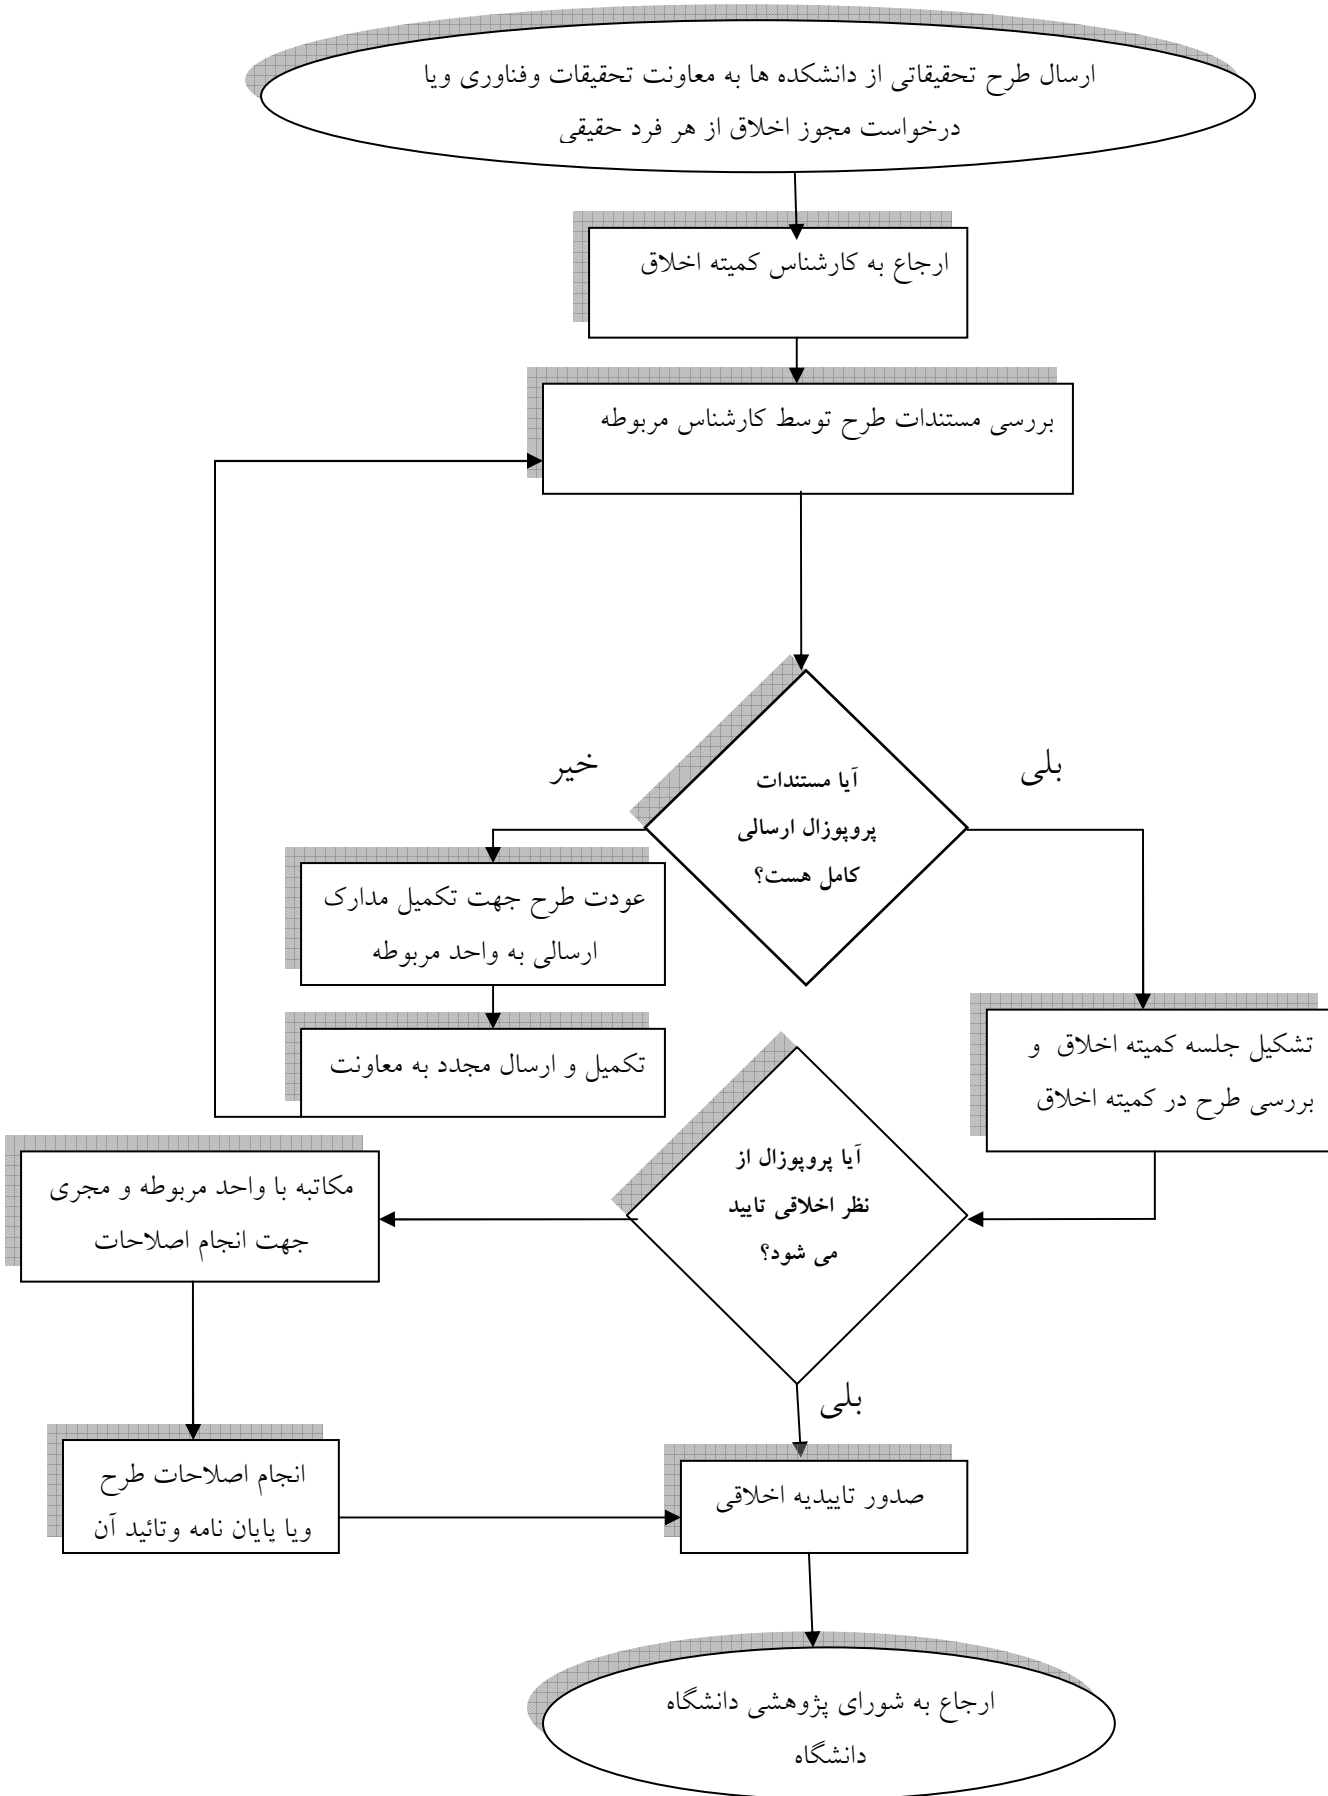 ارسال طرح تحقیقاتی از دانشکده ها به معاونت تحقیقات وفناوری ویا
درخواست مجوز اخلاق از هر فرد حقیقی
ارجاع به کارشناس کمیته اخلاق
بررسی مستندات طرح توسط کارشناس مربوطه
بلی
خیر
آیا مستندات
پروپوزال ارسالی
کامل هست؟
عودت طرح جهت تکمیل مدارک
ارسالی به واحد مربوطه
تکمیل و ارسال مجدد به معاونت
تشکیل جلسه کمیته اخلاق و
بررسی طرح در کمیته اخلاق
آیا پروپوزال از
نظر اخلاقی تایید
می شود؟
مکاتبه با واحد مربوطه و مجری
جهت انجام اصلاحات
بلی
انجام اصلاحات طرح
ویا پایان نامه وتائید آن
صدور تاییدیه اخلاقی
ارجاع به شورای پژوهشی دانشگاه
دانشگاه